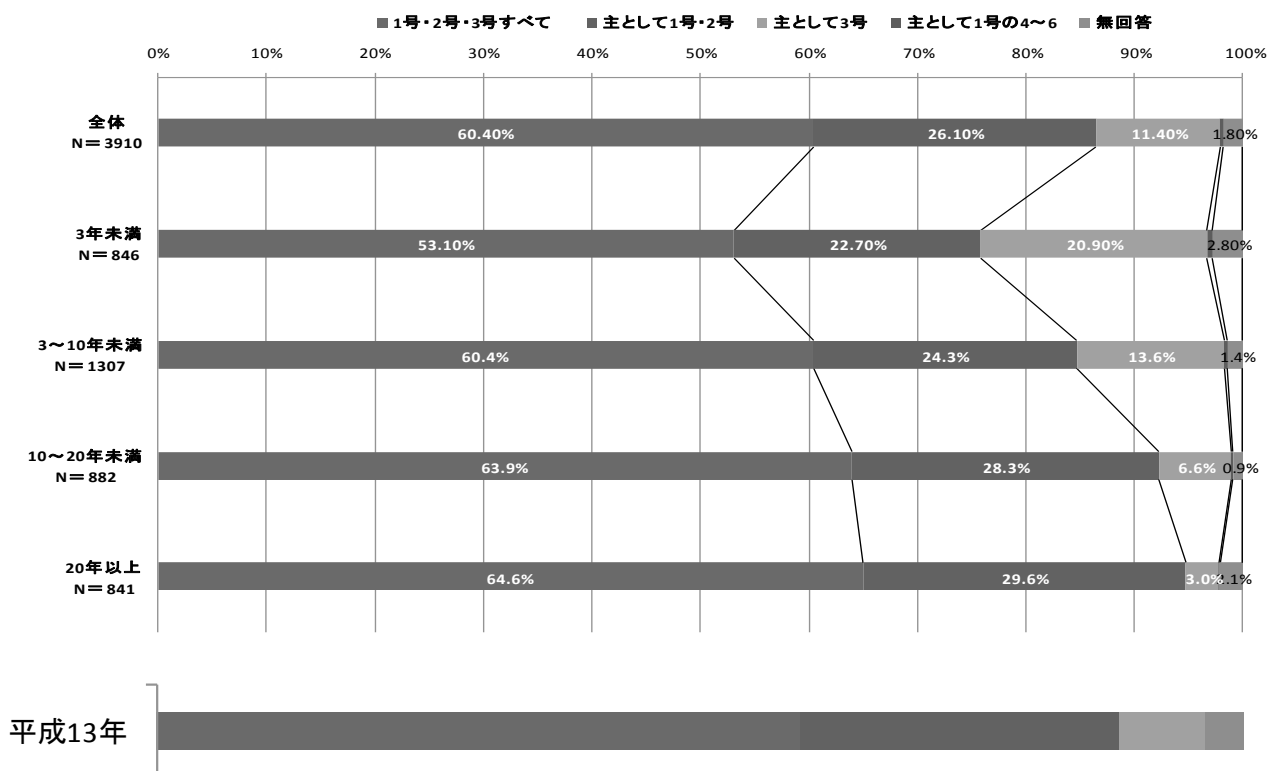 1号・2号・3号すべて 主として1号・2号 主として3号 主として1号の4～6 無回答
0% 10% 20% 30% 40% 50% 60% 70% 80% 90% 100%
全体
N＝3910
60.40% 26.10% 11.40% 1.80%
3年未満
N＝846
53.10% 22.70% 20.90% 2.80%
3～10年未満
N＝1307
60.4% 24.3% 13.6% 1.4%
10～20年未満
N＝882
63.9% 28.3% 6.6% 0.9%
20年以上
N＝841
64.6% 29.6% 3.0%
平成13年